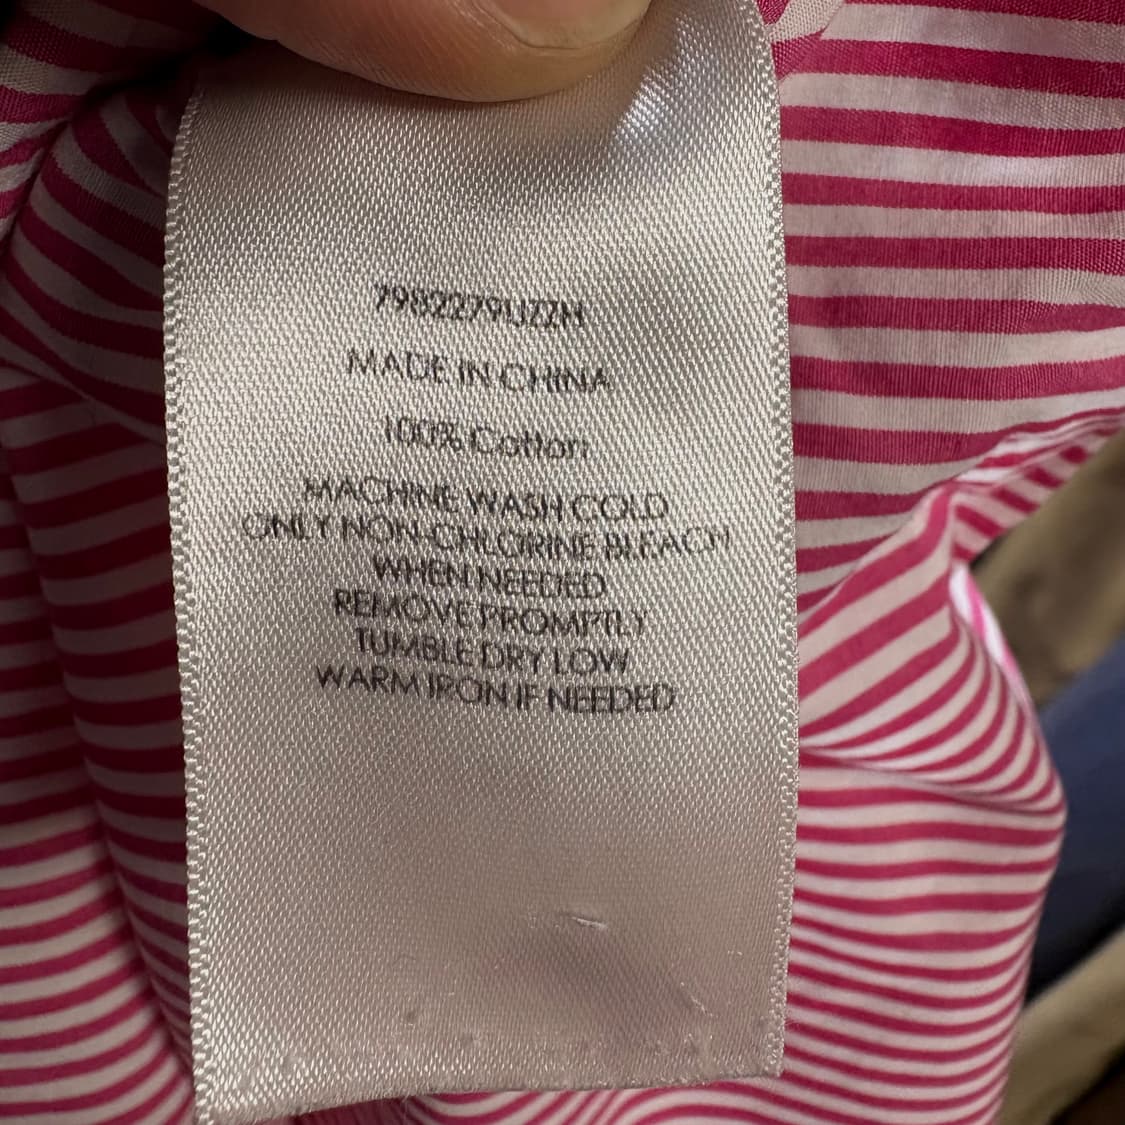 7982279UZZH
MADE IN CHINA
100% Cotton
MACHINE WASH COLD
ONLY NON-CHLORINE BLEACH
WHEN NEEDED
REMOVE PROMPTLY
TUMBLE DRY LOW
WARM IRON IF NEEDED